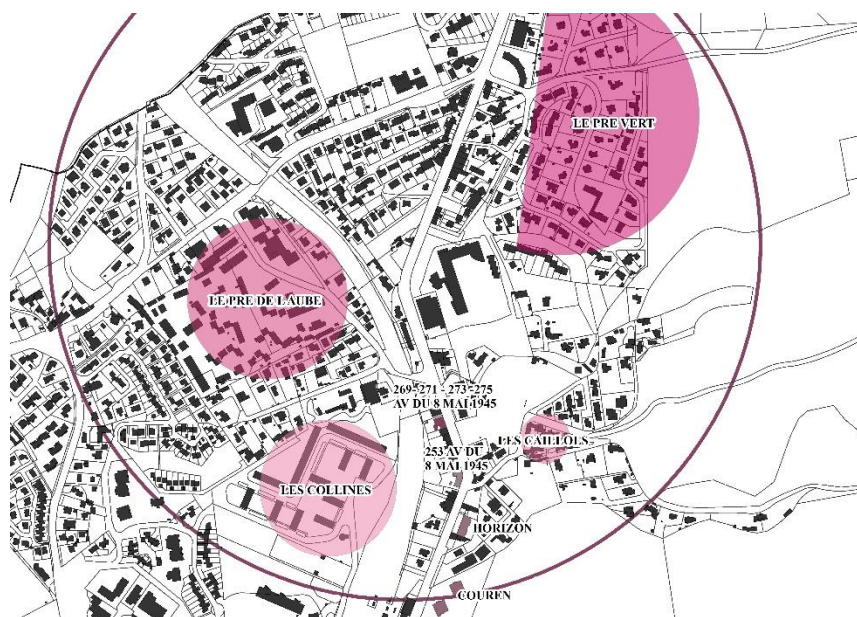 LE PRE VERT
LE PRE DE LAUBE
269- 271 - 273 -275
AV DU 8 MAI 1945
LES CAILLOLS
253 AV DU
8 MAI 1945
LES COLLINES
HORIZON
COUREN